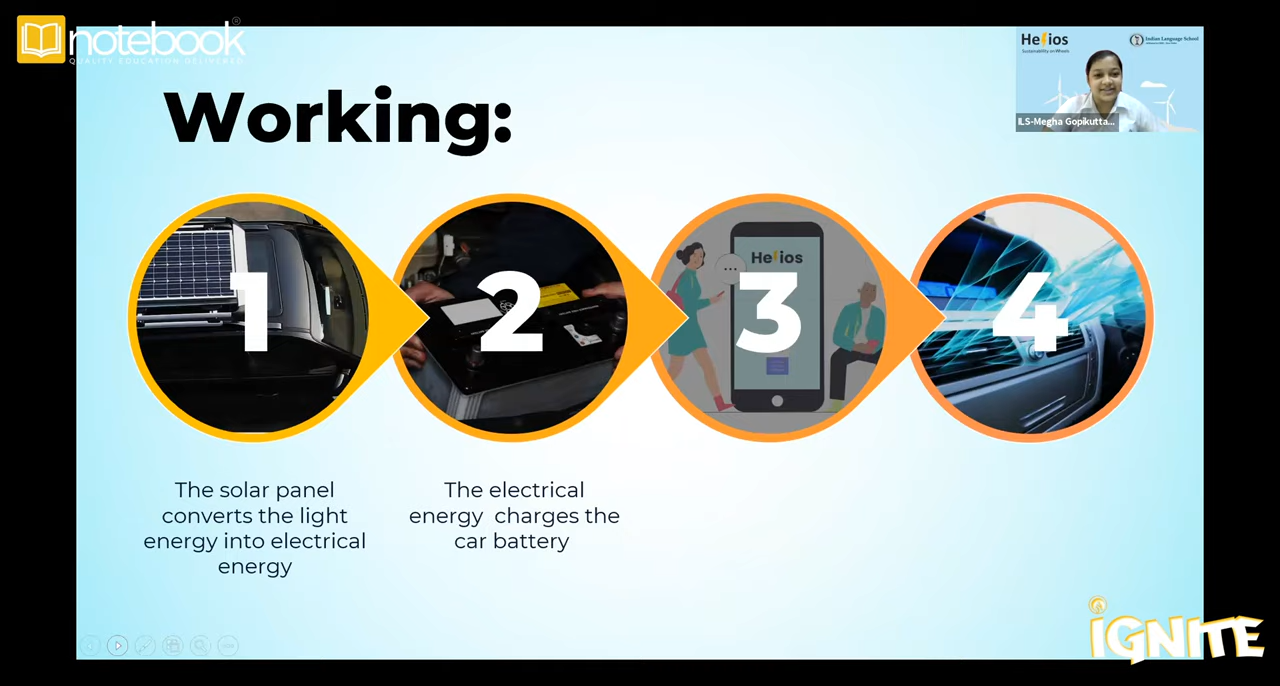 notebook
QUALITY EDUCATION DELIVERED
Helios
Sustainability on Wheels
Indian Language School
ILS-Megha Gopikutta...
Working:
1
2
3
4
Helios
The solar panel
converts the light
energy into electrical
energy
The electrical
energy charges the
car battery
iGNITE